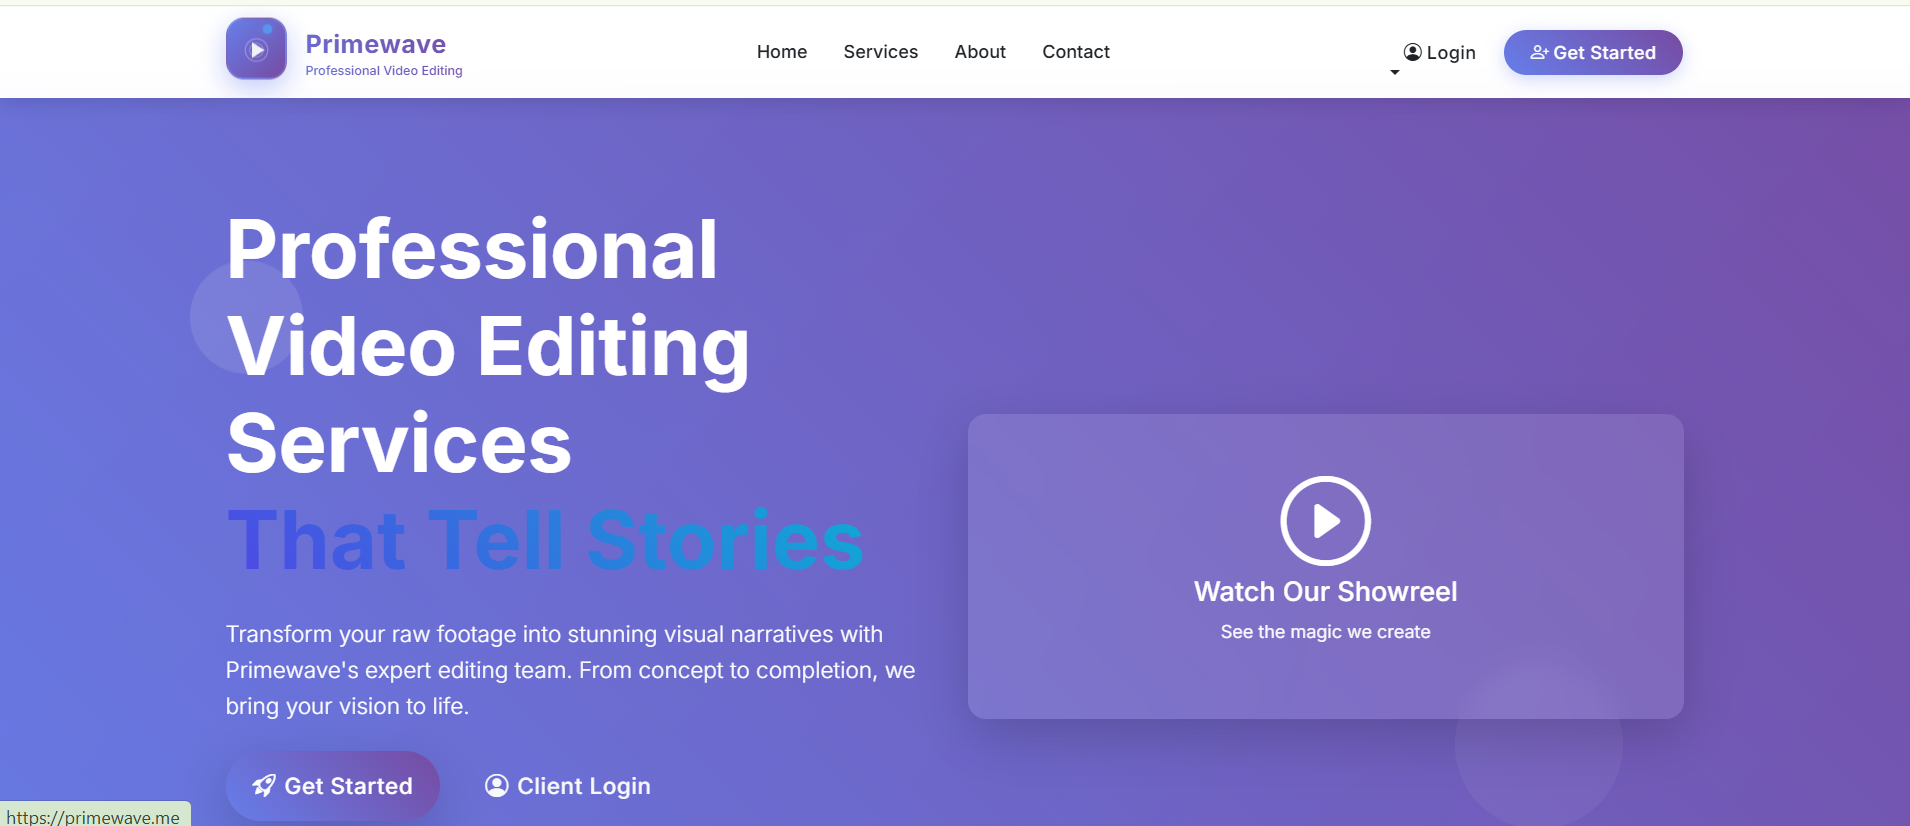 Primewave
Professional Video Editing
Home
Services
About
Contact
Login
Get Started
Professional
Video Editing
Services
That Tell Stories
Transform your raw footage into stunning visual narratives with
Primewave's expert editing team. From concept to completion, we
bring your vision to life.
Get Started
Client Login
Watch Our Showreel
See the magic we create
https://primewave.me